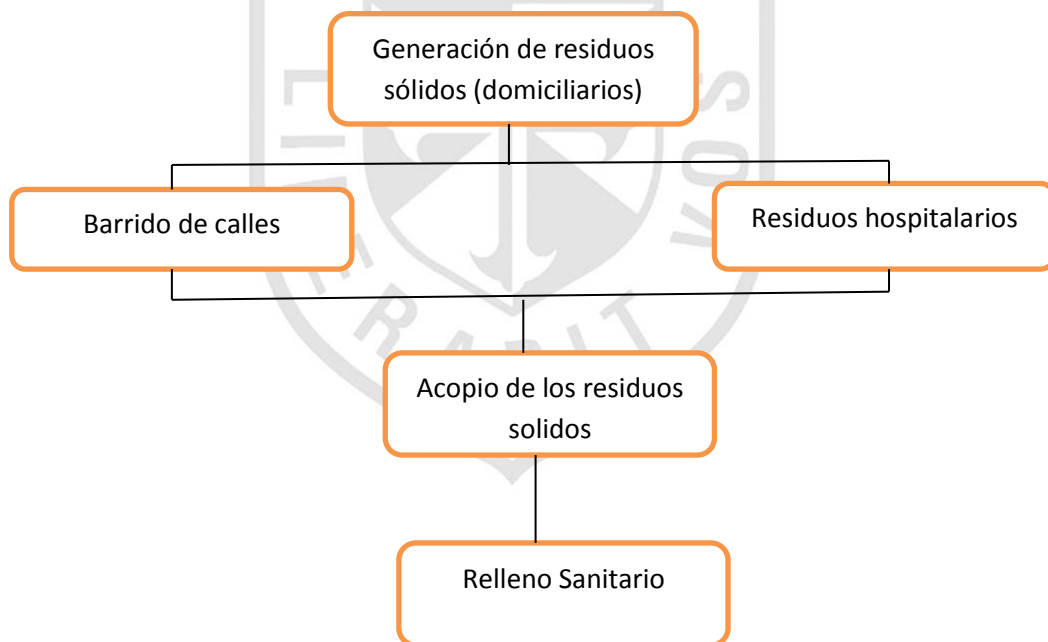 Generación de residuos
sólidos (domiciliarios)
Barrido de calles
Residuos hospitalarios
Acopio de los residuos
solidos
Relleno Sanitario